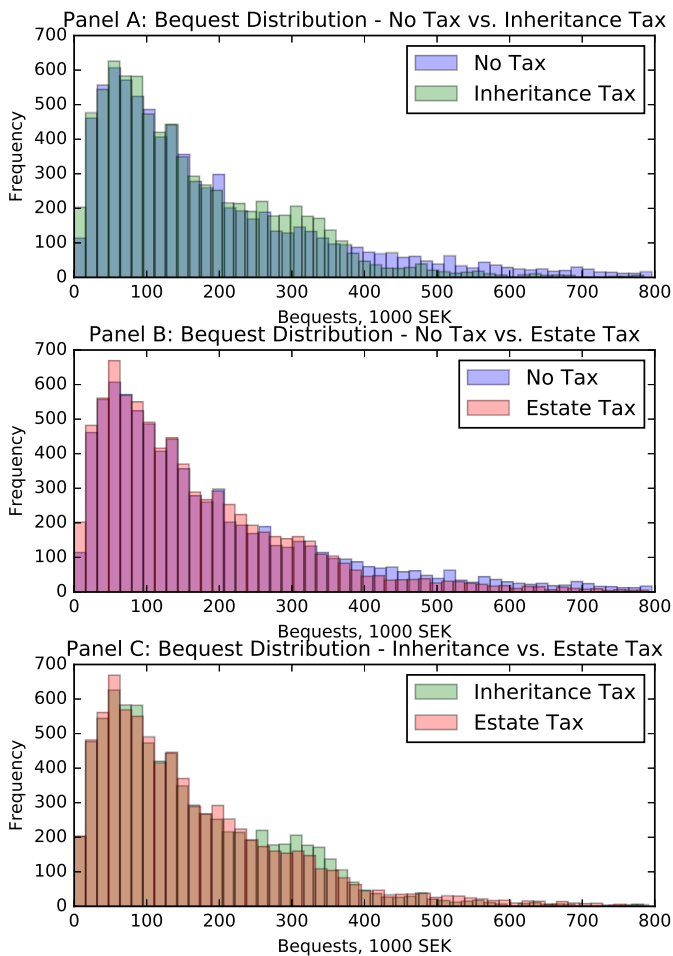 Panel A: Bequest Distribution - No Tax vs. Inheritance Tax
700
600
500
400
300
200
100
0
Frequency
No Tax
Inheritance Tax
0 100 200 300 400 500 600 700 800
Bequests, 1000 SEK
Panel B: Bequest Distribution - No Tax vs. Estate Tax
700
600
500
400
300
200
100
0
Frequency
No Tax
Estate Tax
0 100 200 300 400 500 600 700 800
Bequests, 1000 SEK
Panel C: Bequest Distribution - Inheritance vs. Estate Tax
700
600
500
400
300
200
100
0
Frequency
Inheritance Tax
Estate Tax
0 100 200 300 400 500 600 700 800
Bequests, 1000 SEK